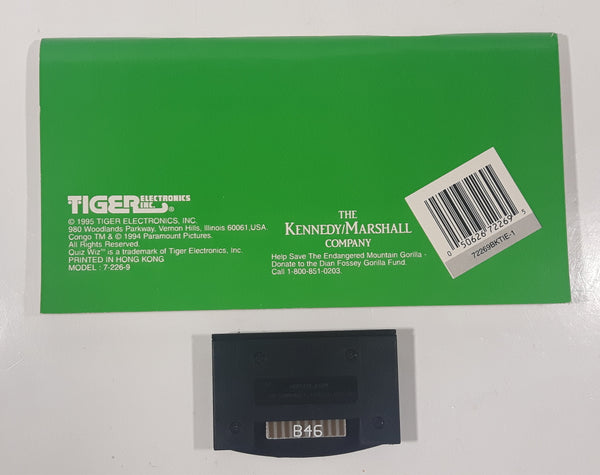 TIGER ELECTRONICS INC. ®
© 1995 TIGER ELECTRONICS, INC.
980 Woodlands Parkway, Vernon Hills, Illinois 60061,USA.
Congo TM & © 1994 Paramount Pictures.
All Rights Reserved.
Quiz Wiz™ is a trademark of Tiger Electronics, Inc.
PRINTED IN HONG KONG
MODEL : 7-226-9
THE
KENNEDY/MARSHALL
COMPANY
Help Save The Endangered Mountain Gorilla -
Donate to the Dian Fossey Gorilla Fund.
Call 1-800-851-0203.
0 50626 72269 5
72269BKTIE-1
B46